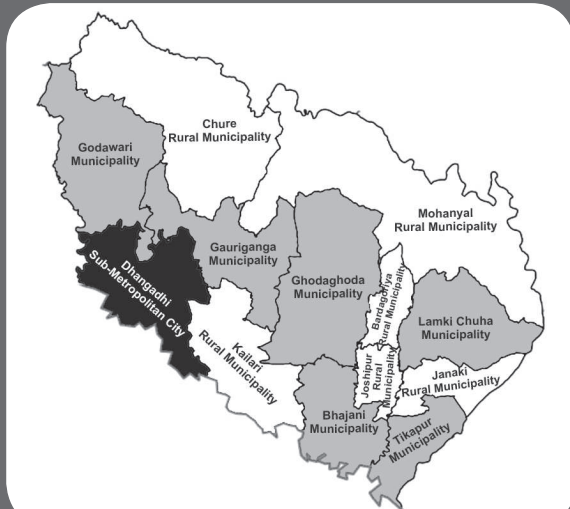 Chure
Rural Municipality
Godawari
Municipality
Mohanyal
Rural Municipality
Gauriganga
Municipality
Dhangadhi
Sub-Metropolitan City
Ghodaghoda
Municipality
Bardagoriya
Rural Municipality
Lamki Chuha
Municipality
Kailari
Rural Municipality
Joshipur
Rural
Municipality
Janaki
Rural Municipality
Bhajani
Municipality
Tikapur
Municipality